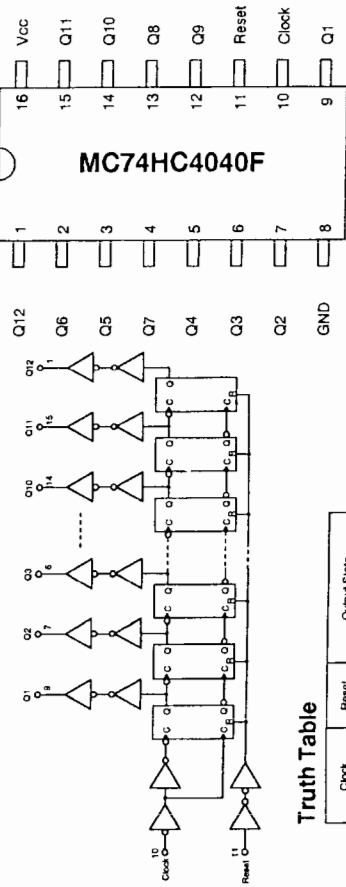 Vcc
Q11
Q10
Q8
Q9
Reset
Clock
Q1
16
15
14
13
12
11
10
9
MC74HC4040F
1
2
3
4
5
6
7
8
Q12
Q6
Q5
Q7
Q4
Q3
Q2
GND
Q1 Q2 Q3 Q10 Q11 Q12
9 7 6 14 15 1
C Q C Q C Q C Q C Q C Q
C Q C Q C Q C Q C Q C Q
R R R R R R
Clock 10
Reset 11
Truth Table
Clock Reset Output State